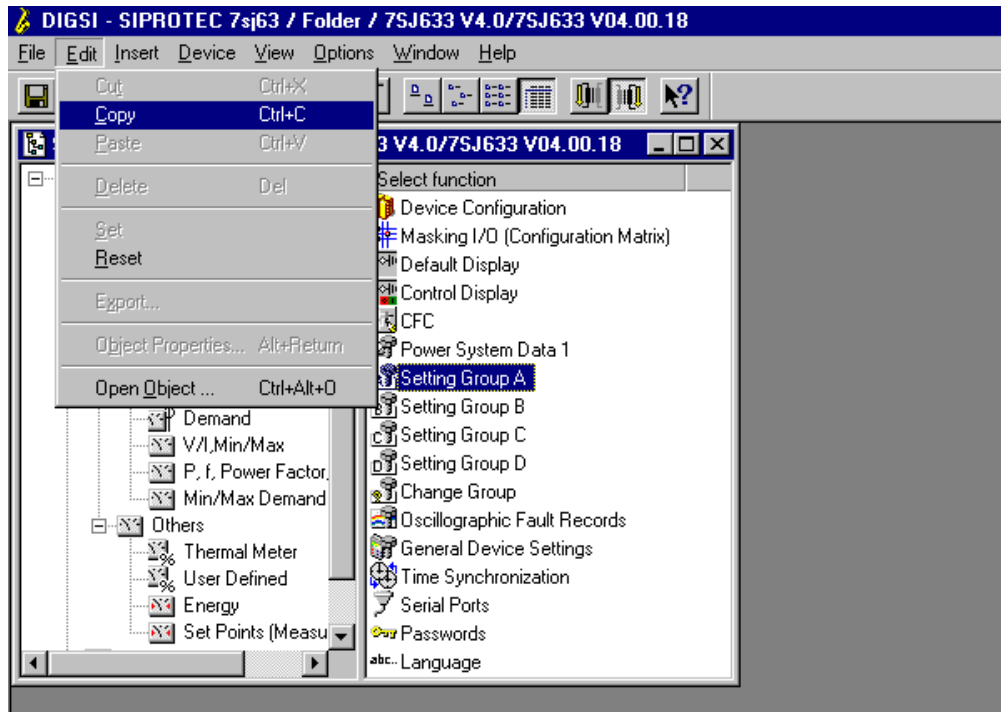 DIGSI - SIPROTEC 7sj63 / Folder / 7SJ633 V4.0/7SJ633 V04.00.18
File Edit Insert Device View Options Window Help
Cut Ctrl+X
Copy Ctrl+C
Paste Ctrl+V
Delete Del
Set
Reset
Export...
Object Properties... Alt+Return
Open Object ... Ctrl+Alt+O
Demand
V/I,Min/Max
P, f, Power Factor,
Min/Max Demand
Others
Thermal Meter
User Defined
Energy
Set Points (Measu
3 V4.0/7SJ633 V04.00.18
Select function
Device Configuration
Masking I/O (Configuration Matrix)
Default Display
Control Display
CFC
Power System Data 1
Setting Group A
Setting Group B
Setting Group C
Setting Group D
Change Group
Oscillographic Fault Records
General Device Settings
Time Synchronization
Serial Ports
Passwords
abc.. Language